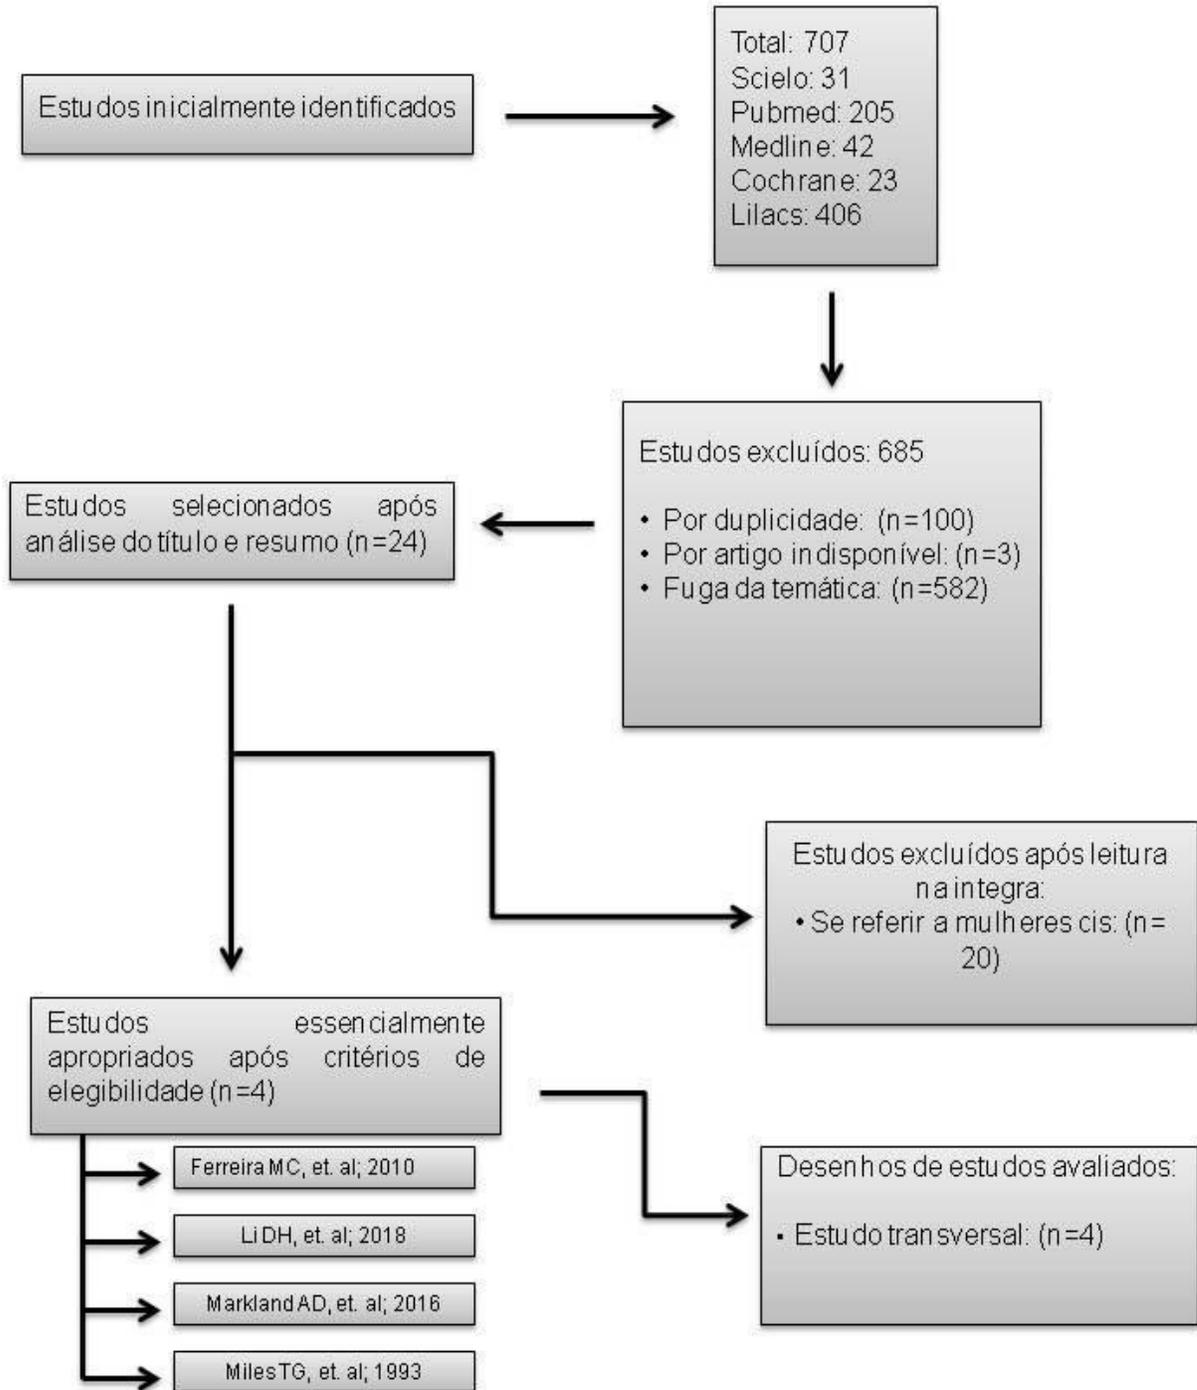 Estudos inicialmente identificados
Total: 707
Scielo: 31
Pubmed: 205
Medline: 42
Cochrane: 23
Lilacs: 406
Estudos excluídos: 685
• Por duplicidade: (n=100)
• Por artigo indisponível: (n=3)
• Fuga da temática: (n=582)
Estudos selecionados após
análise do título e resumo (n=24)
Estudos excluídos após leitura
na integra:
• Se referir a mulheres cis: (n=
20)
Estudos essencialmente
apropriados após critérios de
elegibilidade (n=4)
Ferreira MC, et. al; 2010
Li DH, et. al; 2018
Markland AD, et. al; 2016
Miles TG, et. al; 1993
Desenhos de estudos avaliados:
▪ Estudo transversal: (n=4)